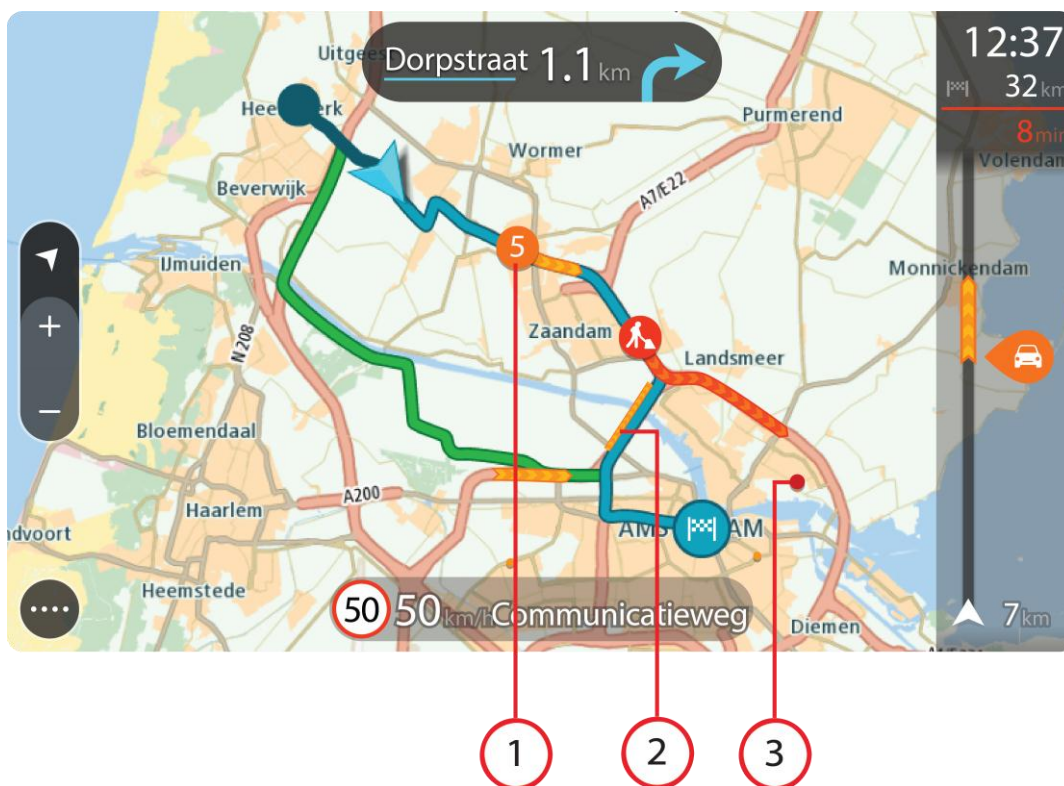 12:37
Dorpstraat 1.1 km
32 km
8 min
Uitgeest
Purmerend
Wormer
Volendam
Beverwijk
A7/E22
5
IJmuiden
Monnickendam
+
N 208
Zaandam
Landsmeer
–
Bloemendaal
A200
Haarlem
ndvoort
Heemstede
50 50 km/h Communicatieweg
7 km
Diemen
1
2
3